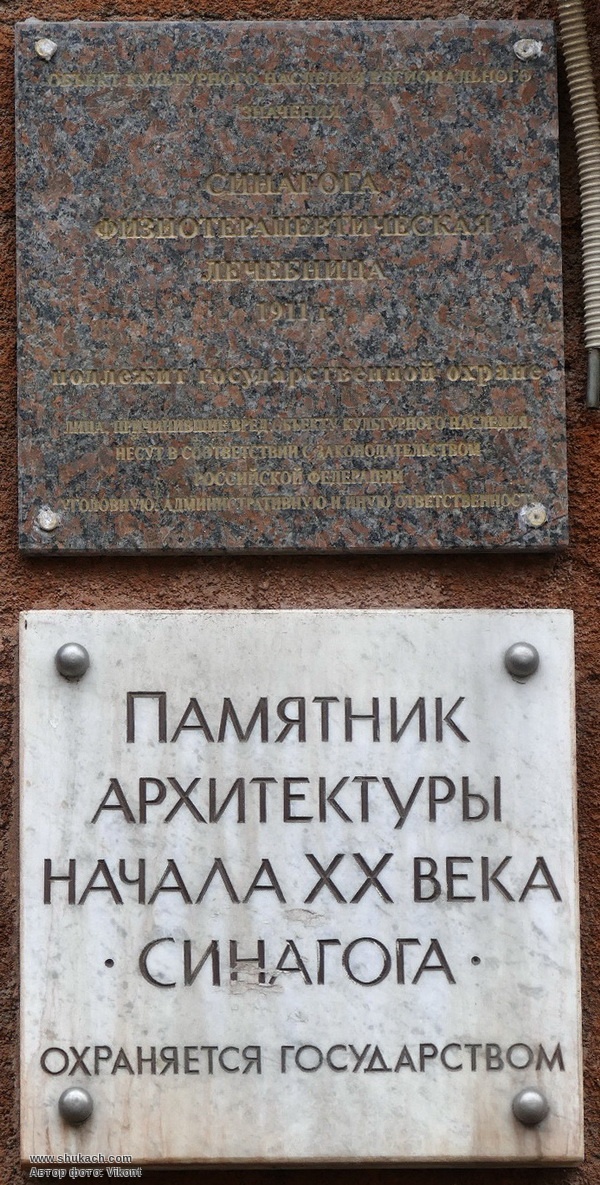 ОБЪЕКТ КУЛЬТУРНОГО НАСЛЕДИЯ РЕГИОНАЛЬНОГО
ЗНАЧЕНИЯ
СИНАГОГА
ФИЗИОТЕРАПЕВТИЧЕСКАЯ
ЛЕЧЕБНИЦА
1911 г.
подлежит государственной охране
ЛИЦА, ПРИЧИНИВШИЕ ВРЕД ОБЪЕКТУ КУЛЬТУРНОГО НАСЛЕДИЯ,
НЕСУТ В СООТВЕТСТВИИ С ЗАКОНОДАТЕЛЬСТВОМ
РОССИЙСКОЙ ФЕДЕРАЦИИ
УГОЛОВНУЮ, АДМИНИСТРАТИВНУЮ И ИНУЮ ОТВЕТСТВЕННОСТЬ
ПАМЯТНИК
АРХИТЕКТУРЫ
НАЧАЛА XX ВЕКА
· СИНАГОГА ·
ОХРАНЯЕТСЯ ГОСУДАРСТВОМ
www.shukach.com
Автор фото: Vikont